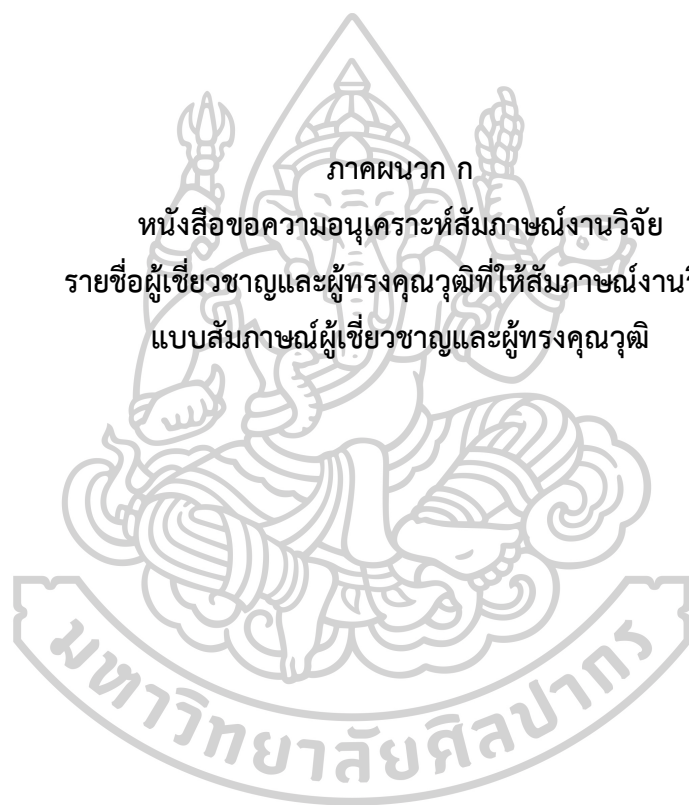 ภาคผนวก ก
หนังสือขอความอนุเคราะห์สัมภาษณ์งานวิจัย
รายชื่อผู้เชี่ยวชาญและผู้ทรงคุณวุฒิที่ให้สัมภาษณ์งาน
แบบสัมภาษณ์ผู้เชี่ยวชาญและผู้ทรงคุณวุฒิ
มหาวิทยาลัยศิลปากร